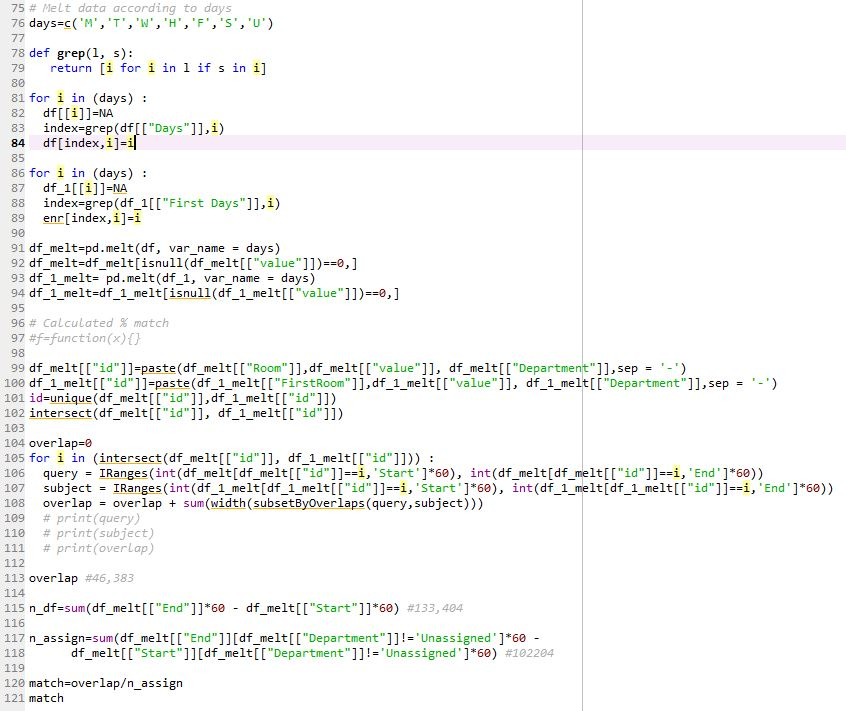 75 # Melt data according to days
76 days=c('M','T','W','H','F','S','U')
77
78 def grep(l, s):
79    return [i for i in l if s in i]
80
81 for i in (days) :
82   df[[i]]=NA
83   index=grep(df[["Days"]],i)
84   df[index,i]=i
85
86 for i in (days) :
87   df_1[[i]]=NA
88   index=grep(df_1[["First Days"]],i)
89   enr[index,i]=i
90
91 df_melt=pd.melt(df, var_name = days)
92 df_melt=df_melt[isnull(df_melt[["value"]])==0,]
93 df_1_melt= pd.melt(df_1, var_name = days)
94 df_1_melt=df_1_melt[isnull(df_1_melt[["value"]])==0,]
95
96 # Calculated % match
97 #f=function(x){}
98
99 df_melt[["id"]]=paste(df_melt[["Room"]],df_melt[["value"]], df_melt[["Department"]],sep = '-')
100 df_1_melt[["id"]]=paste(df_1_melt[["FirstRoom"]],df_1_melt[["value"]], df_1_melt[["Department"]],sep = '-')
101 id=unique(df_melt[["id"]],df_1_melt[["id"]])
102 intersect(df_melt[["id"]], df_1_melt[["id"]])
103
104 overlap=0
105 for i in (intersect(df_melt[["id"]], df_1_melt[["id"]])) :
106   query = IRanges(int(df_melt[df_melt[["id"]]==i,'Start']*60), int(df_melt[df_melt[["id"]]==i,'End']*60))
107   subject = IRanges(int(df_1_melt[df_1_melt[["id"]]==i,'Start']*60), int(df_1_melt[d_1_melt[["id"]]==i,'End']*60))
108   overlap = overlap + sum(width(subsetByOverlaps(query,subject)))
109   # print(query)
110   # print(subject)
111   # print(overlap)
112
113 overlap #46,383
114
115 n_df=sum(df_melt[["End"]]*60 - df_melt[["Start"]]*60) #133,404
116
117 n_assign=sum(df_melt[["End"]][df_melt[["Department"]]!='Unassigned']*60 -
118       df_melt[["Start"]][df_melt[["Department"]]!='Unassigned']*60) #102204
119
120 match=overlap/n_assign
121 match